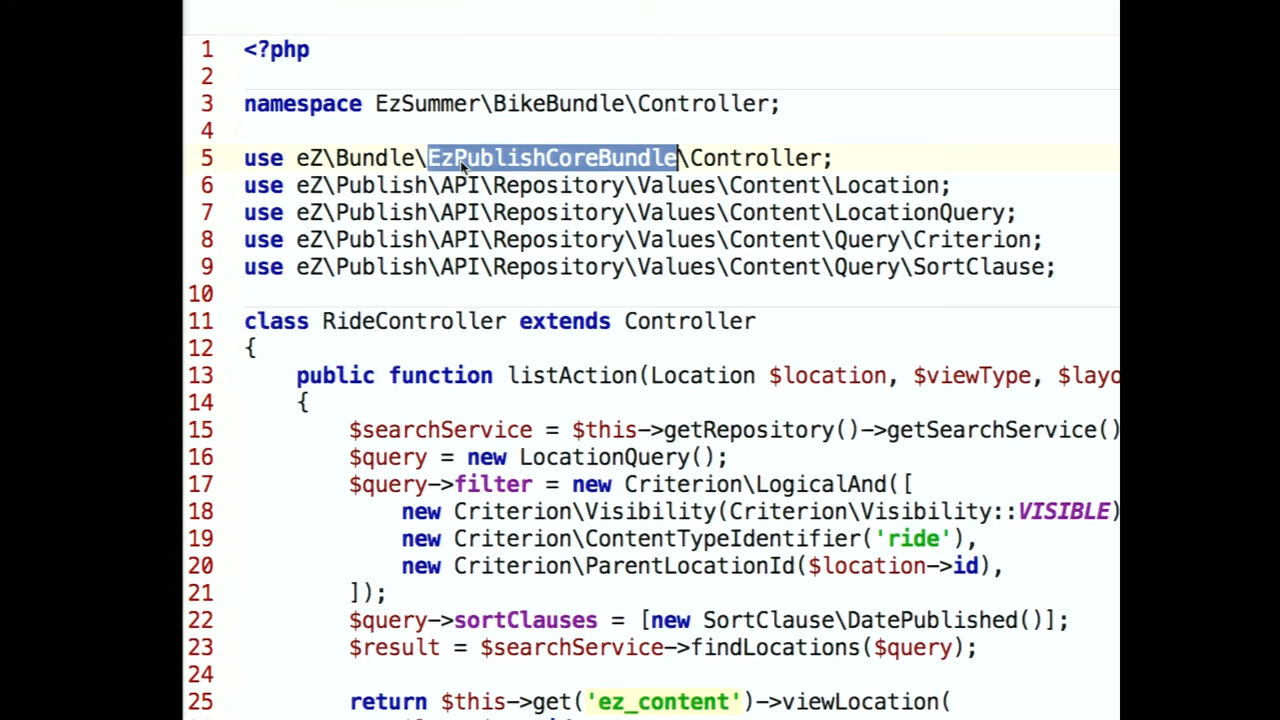 1 <?php
2
3 namespace EzSummer\BikeBundle\Controller;
4
5 use eZ\Bundle\EzPublishCoreBundle\Controller;
6 use eZ\Publish\API\Repository\Values\Content\Location;
7 use eZ\Publish\API\Repository\Values\Content\LocationQuery;
8 use eZ\Publish\API\Repository\Values\Content\Query\Criterion;
9 use eZ\Publish\API\Repository\Values\Content\Query\SortClause;
10
11 class RideController extends Controller
12 {
13 public function listAction(Location $location, $viewType, $layo
14 {
15 $searchService = $this->getRepository()->getSearchService()
16 $query = new LocationQuery();
17 $query->filter = new Criterion\LogicalAnd([
18 new Criterion\Visibility(Criterion\Visibility::VISIBLE)
19 new Criterion\ContentTypeIdentifier('ride'),
20 new Criterion\ParentLocationId($location->id),
21 ]);
22 $query->sortClauses = [new SortClause\DatePublished()];
23 $result = $searchService->findLocations($query);
24
25 return $this->get('ez_content')->viewLocation(